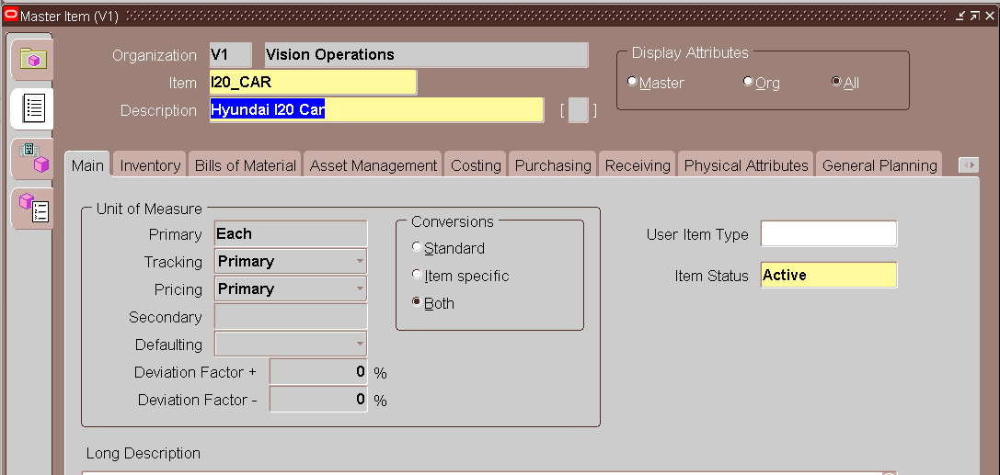 Master Item (V1)
Organization V1 Vision Operations
Item I20_CAR
Description Hyundai I20 Car [ ]
Display Attributes
Master Org All
Main Inventory Bills of Material Asset Management Costing Purchasing Receiving Physical Attributes General Planning
Unit of Measure
Primary Each
Tracking Primary
Pricing Primary
Secondary
Defaulting
Deviation Factor + 0 %
Deviation Factor - 0 %
Conversions
Standard
Item specific
Both
User Item Type
Item Status Active
Long Description